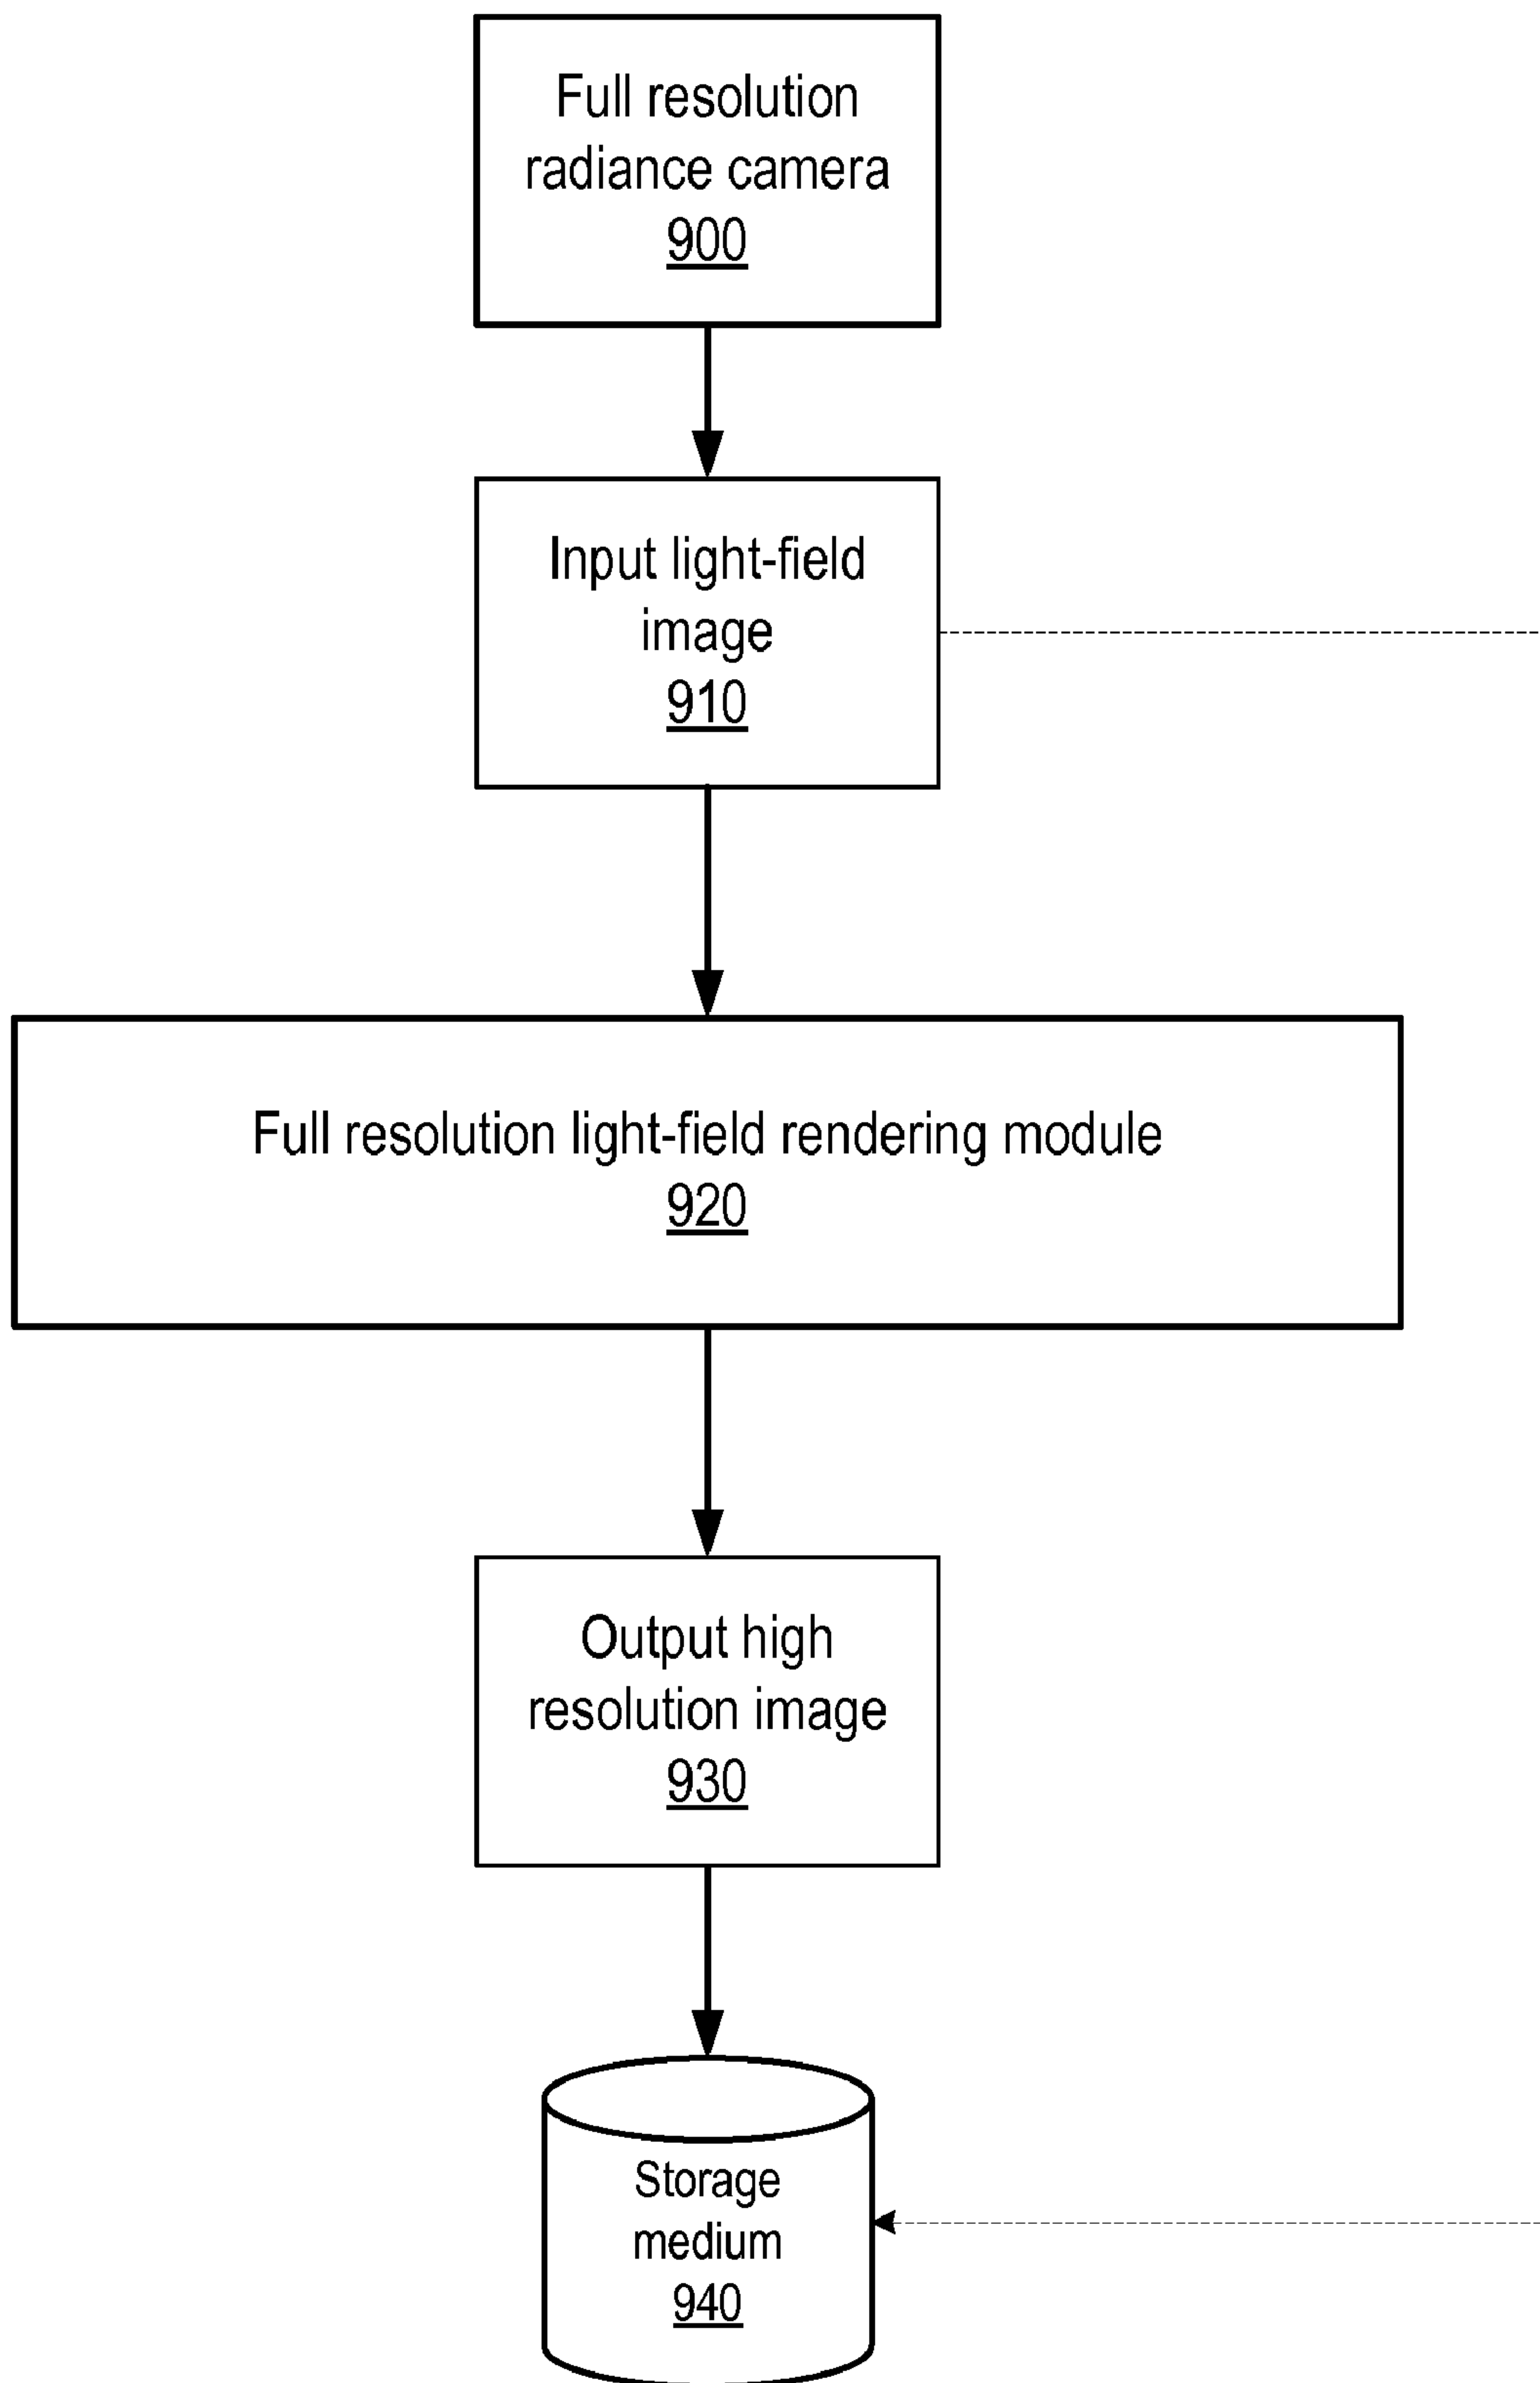 Full resolution
radiance camera
900
Input light-field
image
910
Full resolution light-field rendering module
920
Output high
resolution image
930
Storage
medium
940